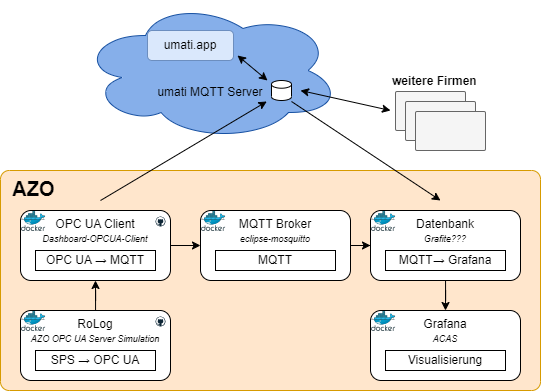 umati.app
umati MQTT Server
weitere Firmen
AZO
docker
OPC UA Client
Dashboard-OPCUA-Client
OPC UA → MQTT
docker
MQTT Broker
eclipse-mosquitto
MQTT
docker
Datenbank
Grafite???
MQTT→ Grafana
docker
RoLog
AZO OPC UA Server Simulation
SPS → OPC UA
docker
Grafana
ACAS
Visualisierung